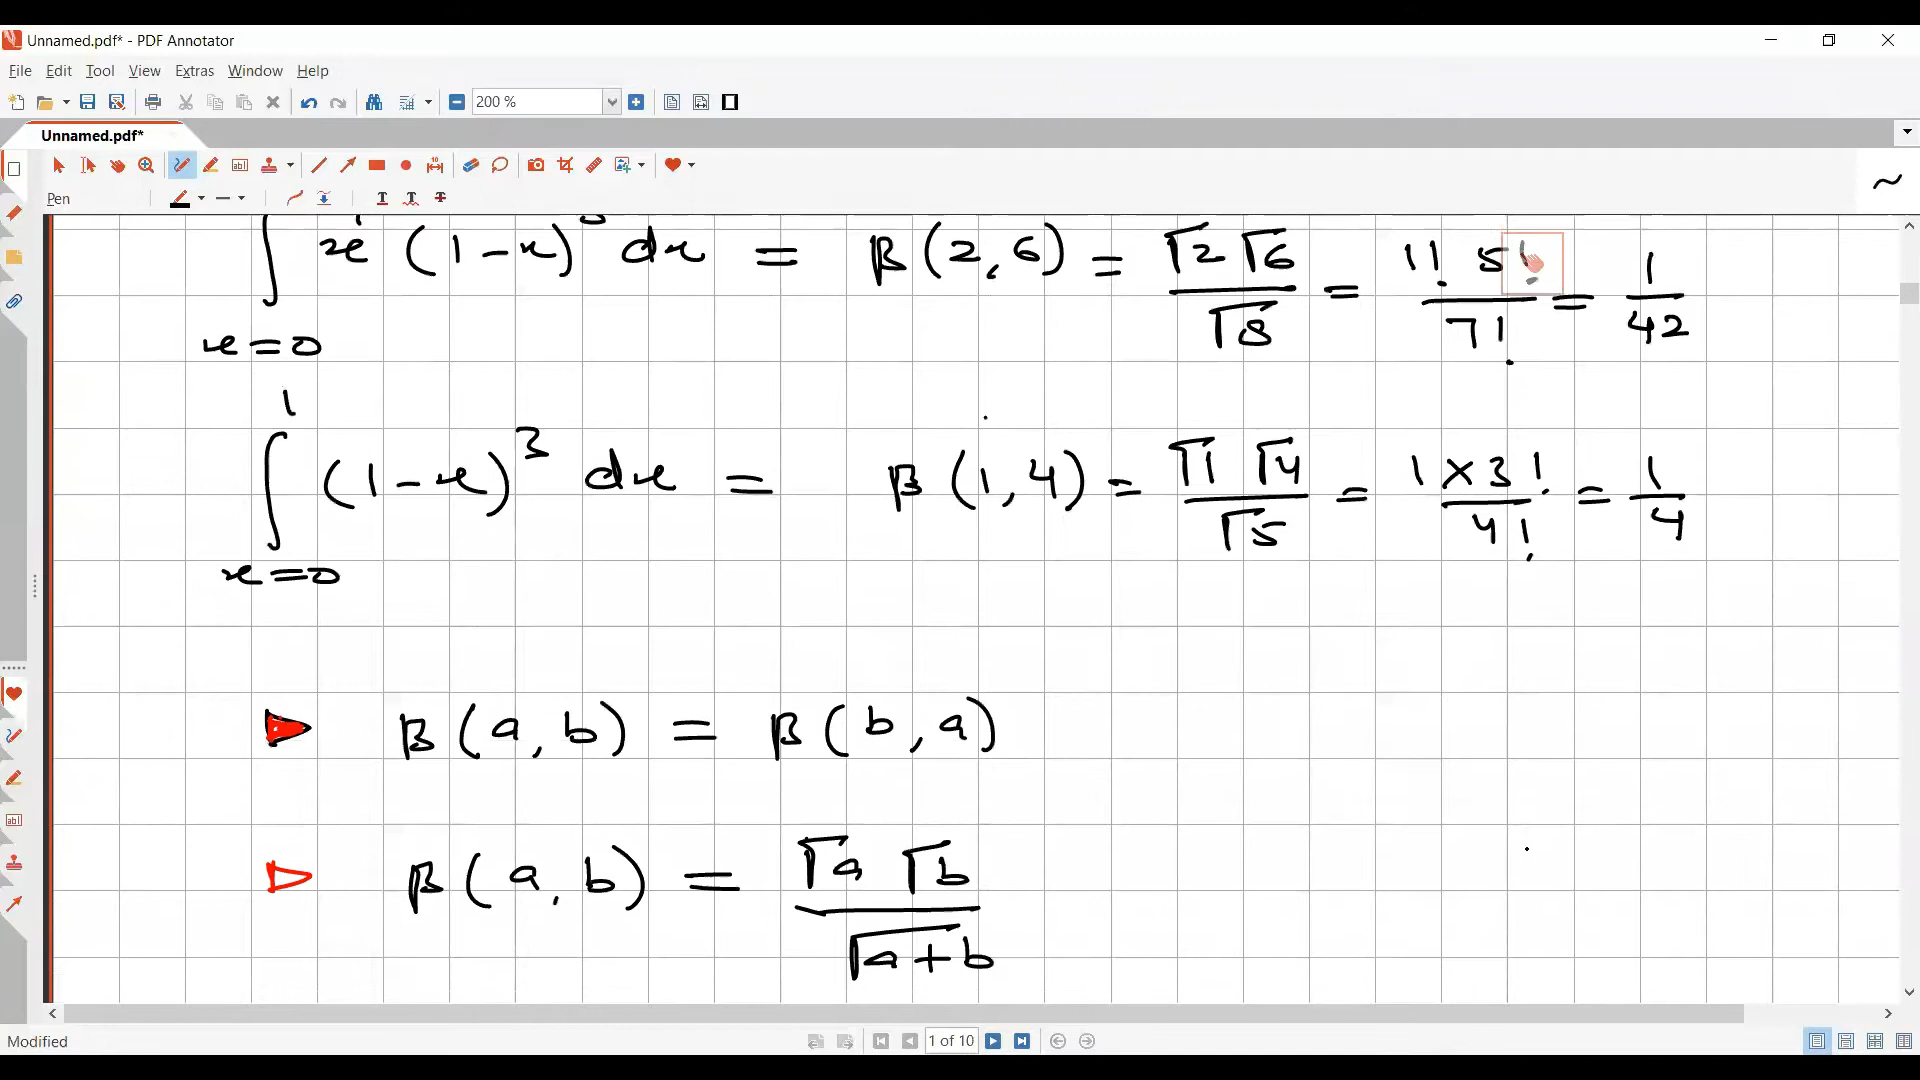 Unnamed.pdf* - PDF Annotator
File Edit Tool View Extras Window Help
200 %
Unnamed.pdf*
Pen
∫ x¹ (1-x) dx = β(2,6) = Γ2 Γ6 / Γ8 = 1! 5! / 7! = 1/42
x=0
1
∫ (1-x)³ dx = β(1,4) = Γ1 Γ4 / Γ5 = 1×3! / 4! = 1/4
x=0
β(a,b) = β(b,a)
β(a,b) = Γa Γb / Γa+b
Modified
1 of 10